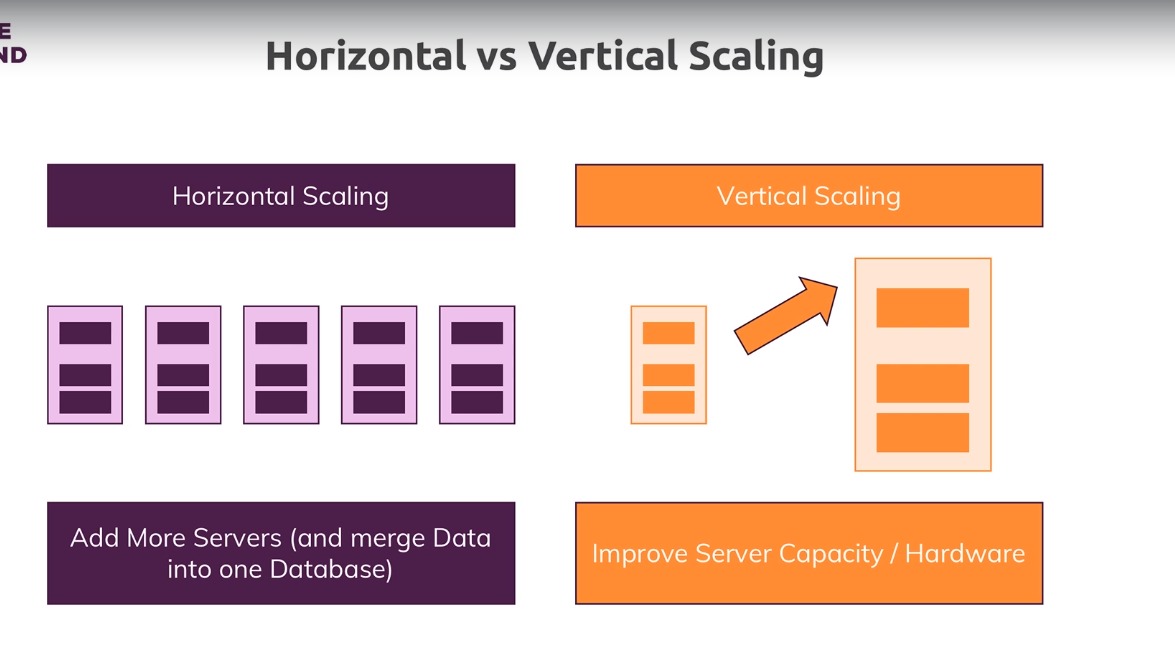 Horizontal vs Vertical Scaling
Horizontal Scaling
Vertical Scaling
Add More Servers (and merge Data
into one Database)
Improve Server Capacity / Hardware